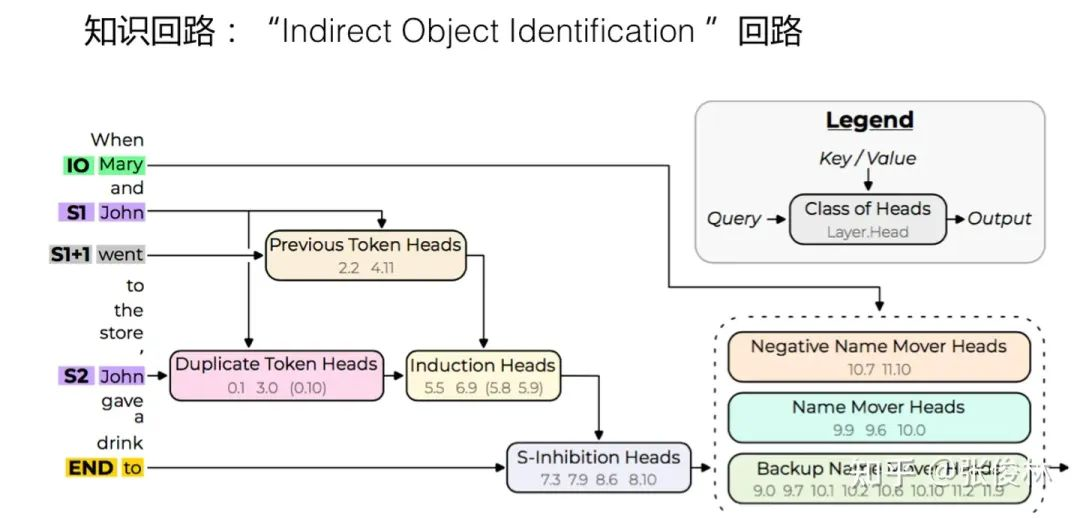 知识回路：“Indirect Object Identification ”回路
When
IO Mary
and
S1 John
S1+1 went
to
the
store
,
S2 John
gave
a
drink
END to
Previous Token Heads
2.2 4.11
Duplicate Token Heads
0.1 3.0 (0.10)
Induction Heads
5.5 6.9 (5.8 5.9)
S-Inhibition Heads
7.3 7.9 8.6 8.10
Legend
Key/Value
Query
Class of Heads
Layer.Head
Output
Negative Name Mover Heads
10.7 11.10
Name Mover Heads
9.9 9.6 10.0
Backup Name Mover Heads
9.0 9.7 10.1 10.2 10.6 10.10 11.2 11.9
知乎 @张俊林